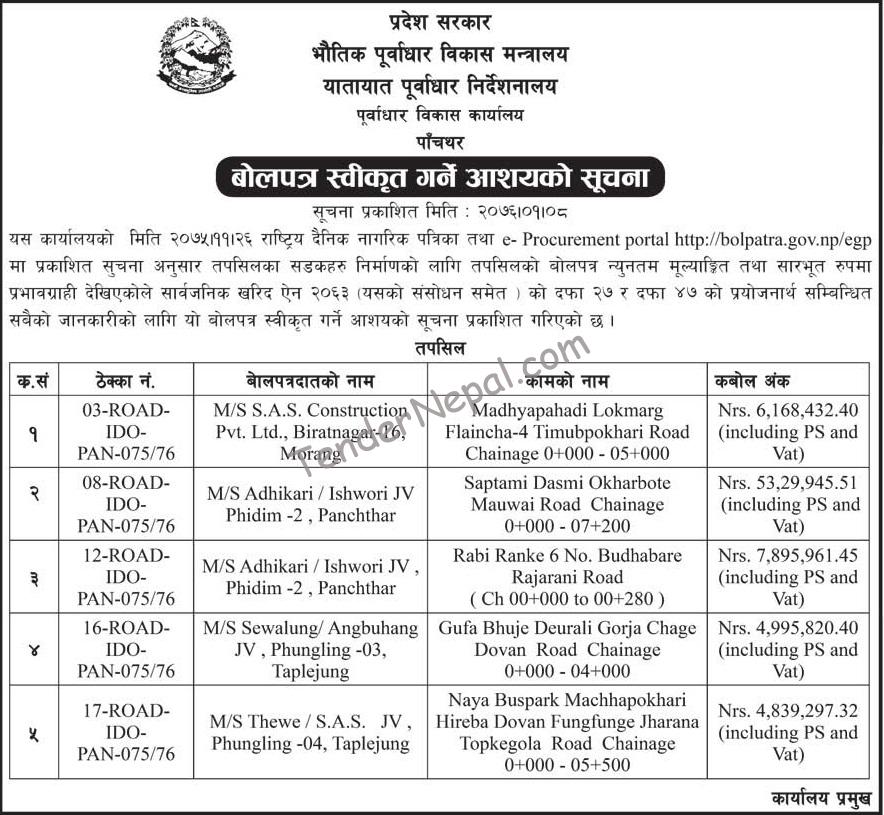 प्रदेश सरकार
भौतिक पूर्वाधार विकास मन्त्रालय
यातायात पूर्वाधार निर्देशनालय
पूर्वाधार विकास कार्यालय
पाँचथर
बोलपत्र स्वीकृत गर्ने आशयको सूचना
सूचना प्रकाशित मिति : २०७६।०१।०८
यस कार्यालयको मिति २०७५।११।२६ राष्ट्रिय दैनिक नागरिक पत्रिका तथा e- Procurement portal http://bolpatra.gov.np/egp
मा प्रकाशित सुचना अनुसार तपसिलका सडकहरु निर्माणको लागि तपसिलको बोलपत्र न्युनतम मूल्याङ्कित तथा सारभूत रुपमा
प्रभावग्राही देखिएकोले सार्वजनिक खरिद ऐन २०६३ (यसको संसोधन समेत ) को दफा २७ र दफा ४७ को प्रयोजनार्थ सम्बिन्धित
सबैको जानकारीको लागि यो बोलपत्र स्वीकृत गर्ने आशयको सुचना प्रकाशित गरिएको छ ।
तपसिल
क.सं ठेक्का नं. बेालपत्रदातको नाम कामको नाम कबोल अंक
१
03-ROAD-
IDO-
PAN-075/76
M/S S.A.S. Construction
Pvt. Ltd., Biratnagar-16,
Morang
Madhyapahadi Lokmarg
Flaincha-4 Timubpokhari Road
Chainage 0+000 - 05+000
Nrs. 6,168,432.40
(including PS and
Vat)
२
08-ROAD-
IDO-
PAN-075/76
M/S Adhikari / Ishwori JV
Phidim -2 , Panchthar
Saptami Dasmi Okharbote
Mauwai Road Chainage
0+000 - 07+200
Nrs. 53,29,945.51
(including PS and
Vat)
३
12-ROAD-
IDO-
PAN-075/76
M/S Adhikari / Ishwori JV ,
Phidim -2 , Panchthar
Rabi Ranke 6 No. Budhabare
Rajarani Road
( Ch 00+000 to 00+280 )
Nrs. 7,895,961.45
(including PS and
Vat)
४
16-ROAD-
IDO-
PAN-075/76
M/S Sewalung/ Angbuhang
JV , Phungling -03,
Taplejung
Gufa Bhuje Deurali Gorja Chage
Dovan Road Chainage
0+000 - 04+000
Nrs. 4,995,820.40
(including PS and
Vat)
५
17-ROAD-
IDO-
PAN-075/76
M/S Thewe / S.A.S. JV ,
Phungling -04, Taplejung
Naya Buspark Machhapokhari
Hireba Dovan Fungfunge Jharana
Topkegola Road Chainage
0+000 - 05+500
Nrs. 4,839,297.32
(including PS and
Vat)
कार्यालय प्रमुख
TenderNepal.com